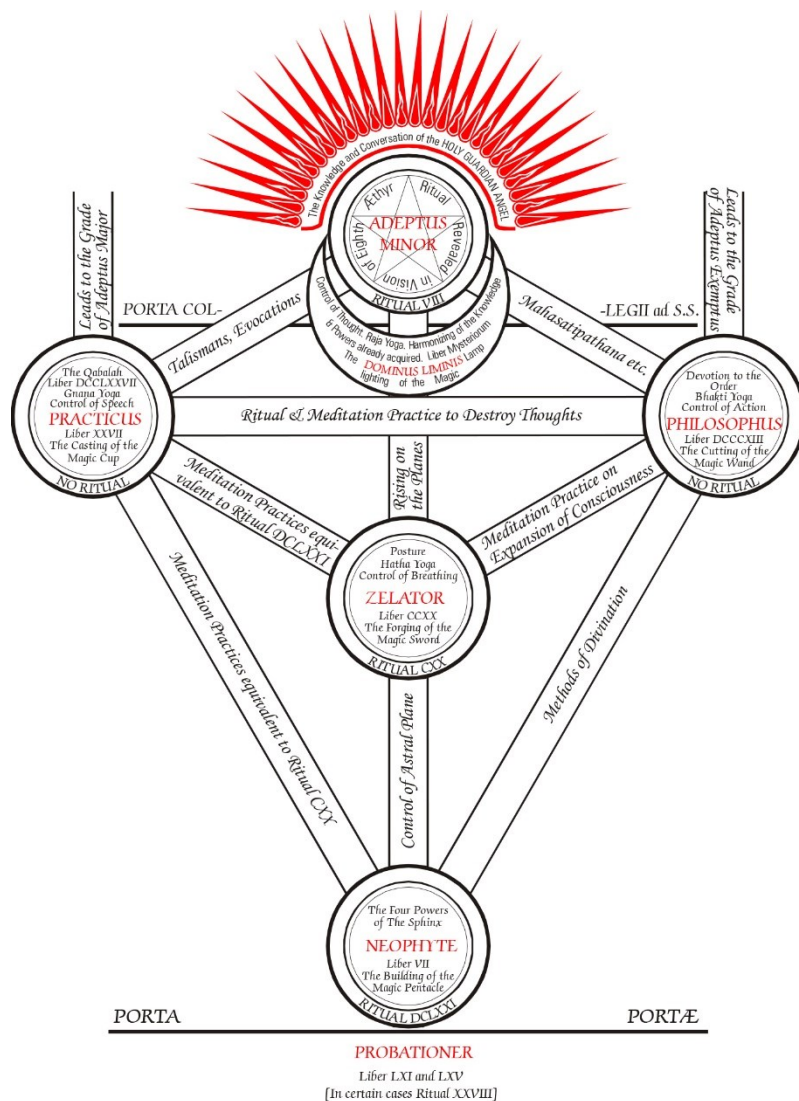 The Knowledge and Conversation of the HOLY GUARDIAN ANGEL
Æthyr Ritual Revealed in Vision of Eighth
ADEPTUS
MINOR
RITUAL VIII
Control of Thought. Raja Yoga. Harmonizing of the Knowledge
& Powers already acquired. Liber Mysteriorum
The DOMINUS LIMINIS Lamp
lighting of the Magic
Leads to the Grade
of Adeptus Major
Leads to the Grade
of Adeptus Exemptus
PORTA COL-
-LEGII ad S.S.
Talismans, Evocations
Mahasatipathana etc.
The Qabalah
Liber DCCLXXVII
Gnana Yoga
Control of Speech
PRACTICUS
Liber XXVII
The Casting of the
Magic Cup
NO RITUAL
Ritual & Meditation Practice to Destroy Thoughts
Devotion to the
Order
Bhakti Yoga
Control of Action
PHILOSOPHUS
Liber DCCCXIII
The Cutting of the
Magic Wand
NO RITUAL
Meditation Practices equi-
valent to Ritual DCLXXI
Rising on
the Planes
Meditation Practice on
Expansion of Consciousness
Posture
Hatha Yoga
Control of Breathing
ZELATOR
Liber CCXX
The Forging of the
Magic Sword
RITUAL CXX
Meditation Practices equivalent to Ritual CXX
Control of Astral Plane
Methods of Divination
The Four Powers
of The Sphinx
NEOPHYTE
Liber VII
The Building of the
Magic Pentacle
RITUAL DCLXXI
PORTA
PORTÆ
PROBATIONER
Liber LXI and LXV
[In certain cases Ritual XXVIII]